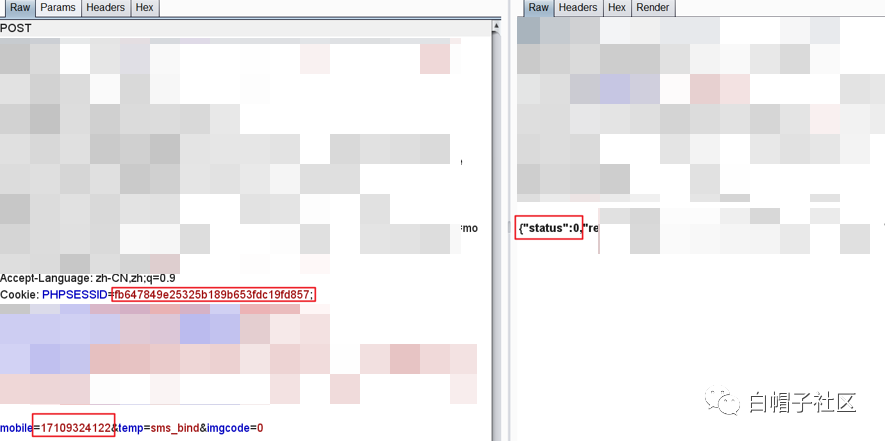 Raw Params Headers Hex
POST
=mo
Accept-Language: zh-CN,zh;q=0.9
Cookie: PHPSESSID=fb647849e25325b189b653fdc19fd857;
mobile=17109324122&temp=sms_bind&imgcode=0
Raw Headers Hex Render
{"status":0,"re
白帽子社区